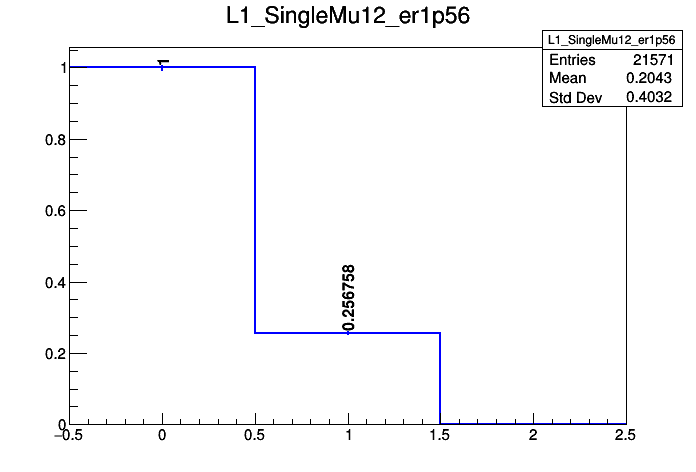 L1_SingleMu12_er1p56
L1_SingleMu12_er1p56
Entries 21571
Mean 0.2043
Std Dev 0.4032
1
0.8
0.6
0.4
0.2
0
1
0.256758
−0.5 0 0.5 1 1.5 2 2.5